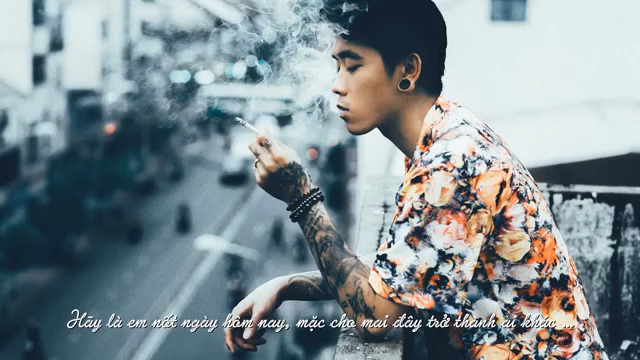 Hãy là em nốt ngày hôm nay, mặc cho mai đây trở thành ai khác ...